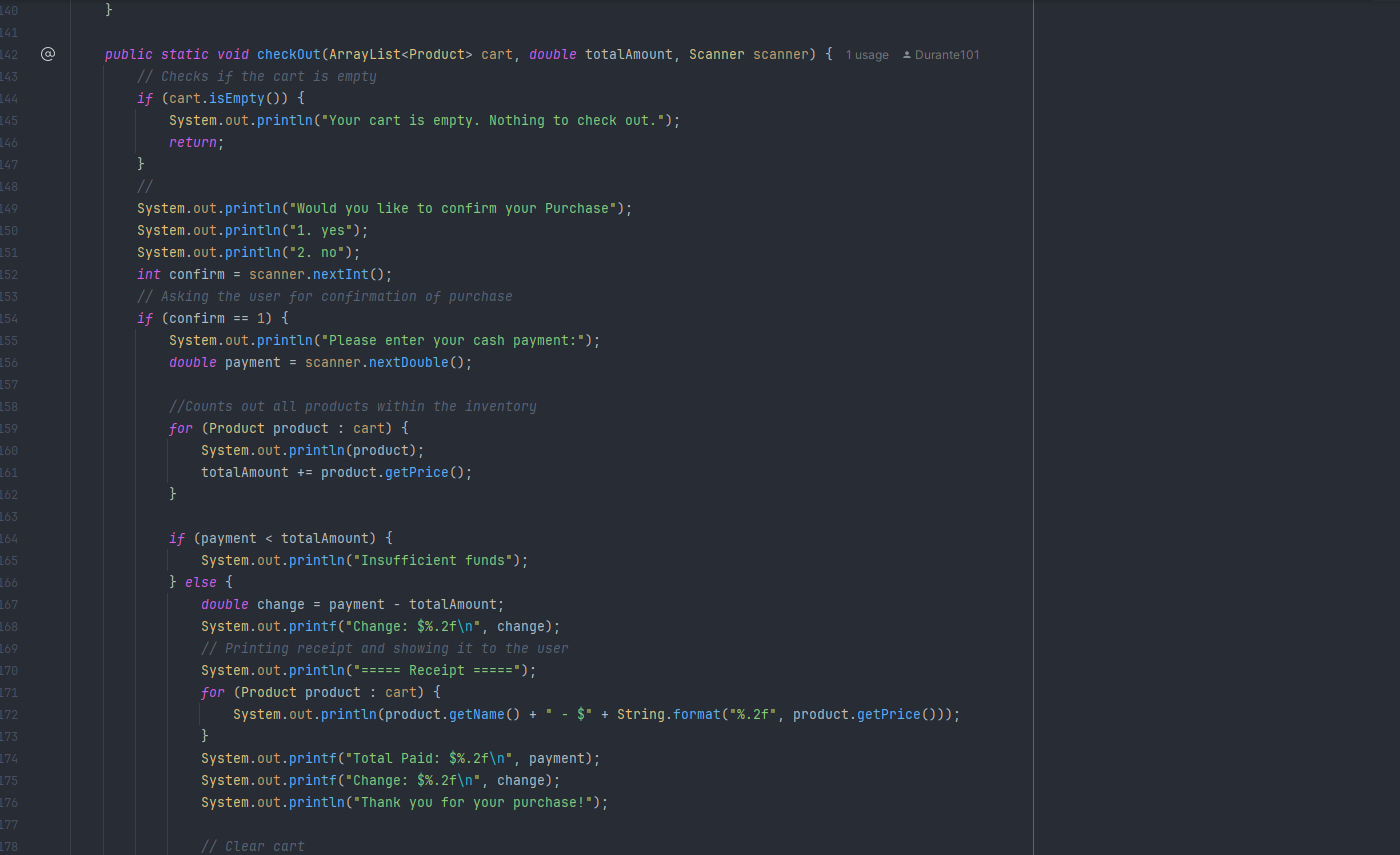 140 }
141
142 @ public static void checkOut(ArrayList<Product> cart, double totalAmount, Scanner scanner) { 1 usage Durante101
143 // Checks if the cart is empty
144 if (cart.isEmpty()) {
145 System.out.println("Your cart is empty. Nothing to check out.");
146 return;
147 }
148 //
149 System.out.println("Would you like to confirm your Purchase");
150 System.out.println("1. yes");
151 System.out.println("2. no");
152 int confirm = scanner.nextInt();
153 // Asking the user for confirmation of purchase
154 if (confirm == 1) {
155 System.out.println("Please enter your cash payment:");
156 double payment = scanner.nextDouble();
157
158 //Counts out all products within the inventory
159 for (Product product : cart) {
160 System.out.println(product);
161 totalAmount += product.getPrice();
162 }
163
164 if (payment < totalAmount) {
165 System.out.println("Insufficient funds");
166 } else {
167 double change = payment - totalAmount;
168 System.out.printf("Change: $%.2f\n", change);
169 // Printing receipt and showing it to the user
170 System.out.println("===== Receipt =====");
171 for (Product product : cart) {
172 System.out.println(product.getName() + " - $" + String.format("%.2f", product.getPrice()));
173 }
174 System.out.printf("Total Paid: $%.2f\n", payment);
175 System.out.printf("Change: $%.2f\n", change);
176 System.out.println("Thank you for your purchase!");
177
178 // Clear cart